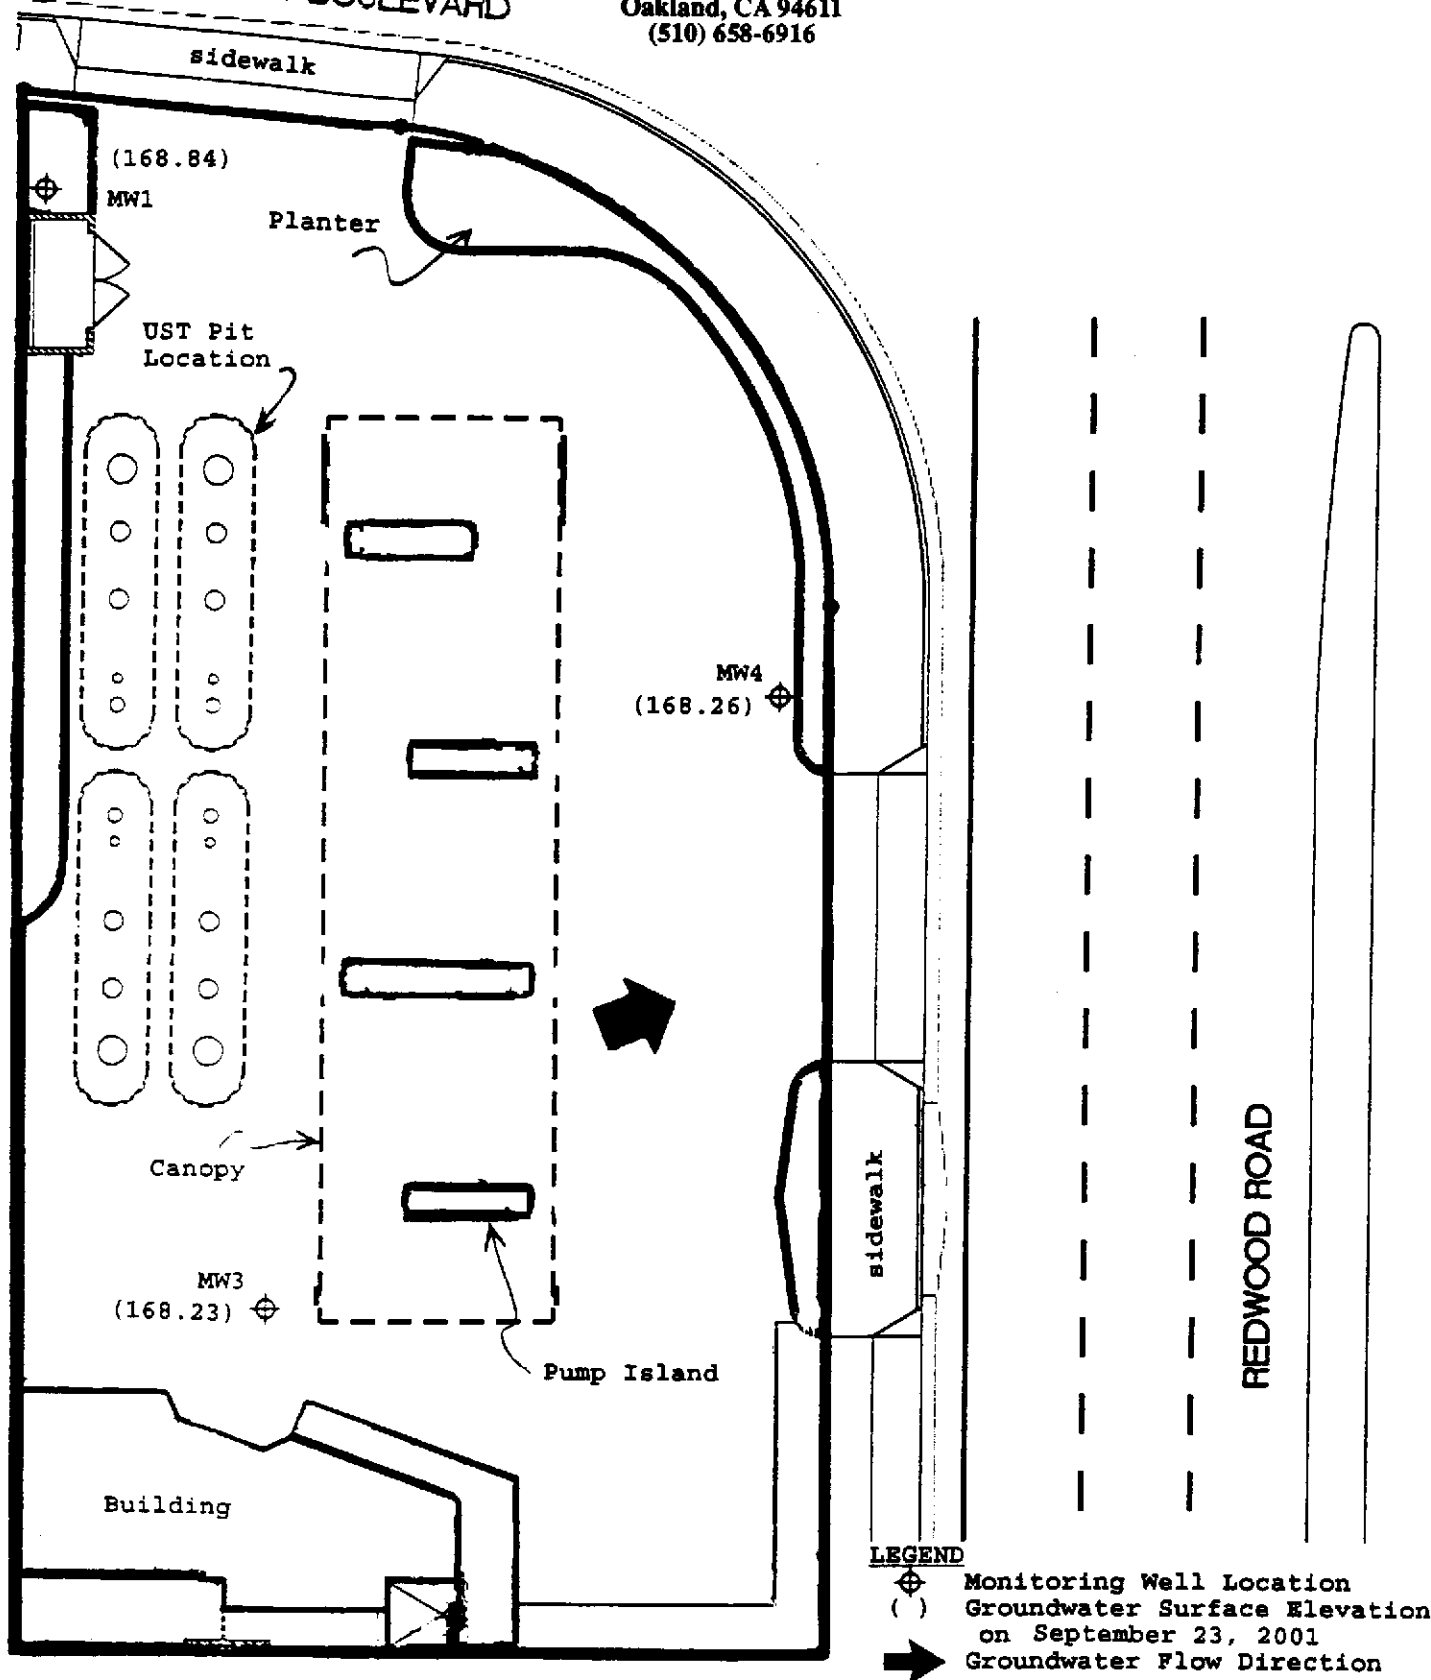 BOULEVARD
Oakland, CA 94611
(510) 658-6916
sidewalk
(168.84)
MW1
Planter
UST Pit
Location
MW4
(168.26)
Canopy
sidewalk
REDWOOD ROAD
MW3
(168.23)
Pump Island
Building
LEGEND
Monitoring Well Location
( ) Groundwater Surface Elevation
on September 23, 2001
Groundwater Flow Direction